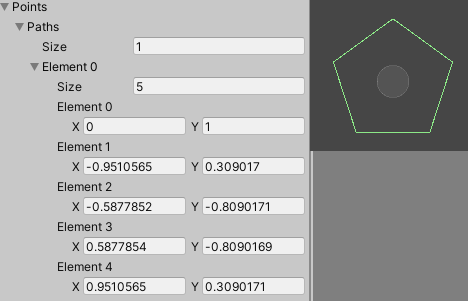 Points
Paths
Size 1
Element 0
Size 5
Element 0
X 0 Y 1
Element 1
X -0.9510565 Y 0.309017
Element 2
X -0.5877852 Y -0.8090171
Element 3
X 0.5877854 Y -0.8090169
Element 4
X 0.9510565 Y 0.3090171